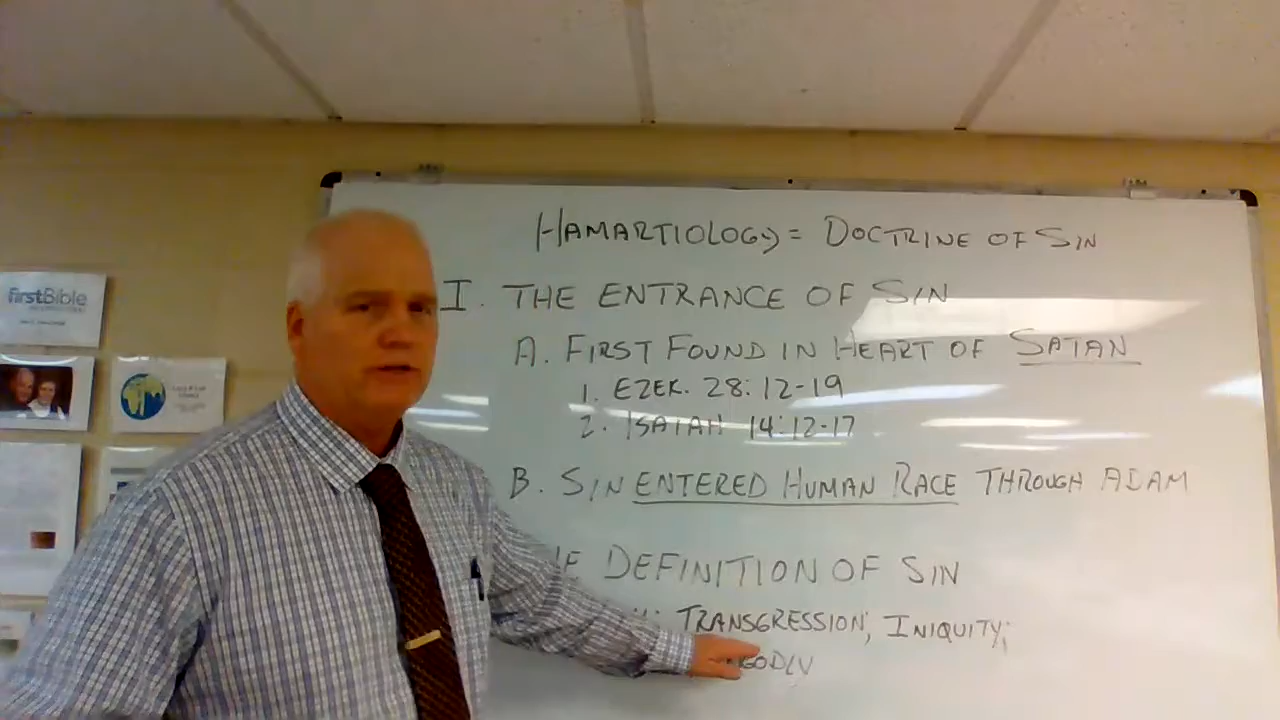 firstBible
HAMARTIOLOGY = DOCTRINE OF SIN
I. THE ENTRANCE OF SIN
A. FIRST FOUND IN HEART OF SATAN
1. EZEK. 28:12-19
2. ISAIAH 14:12-17
B. SIN ENTERED HUMAN RACE THROUGH ADAM
DEFINITION OF SIN
TRANSGRESSION; INIQUITY;
GODLY